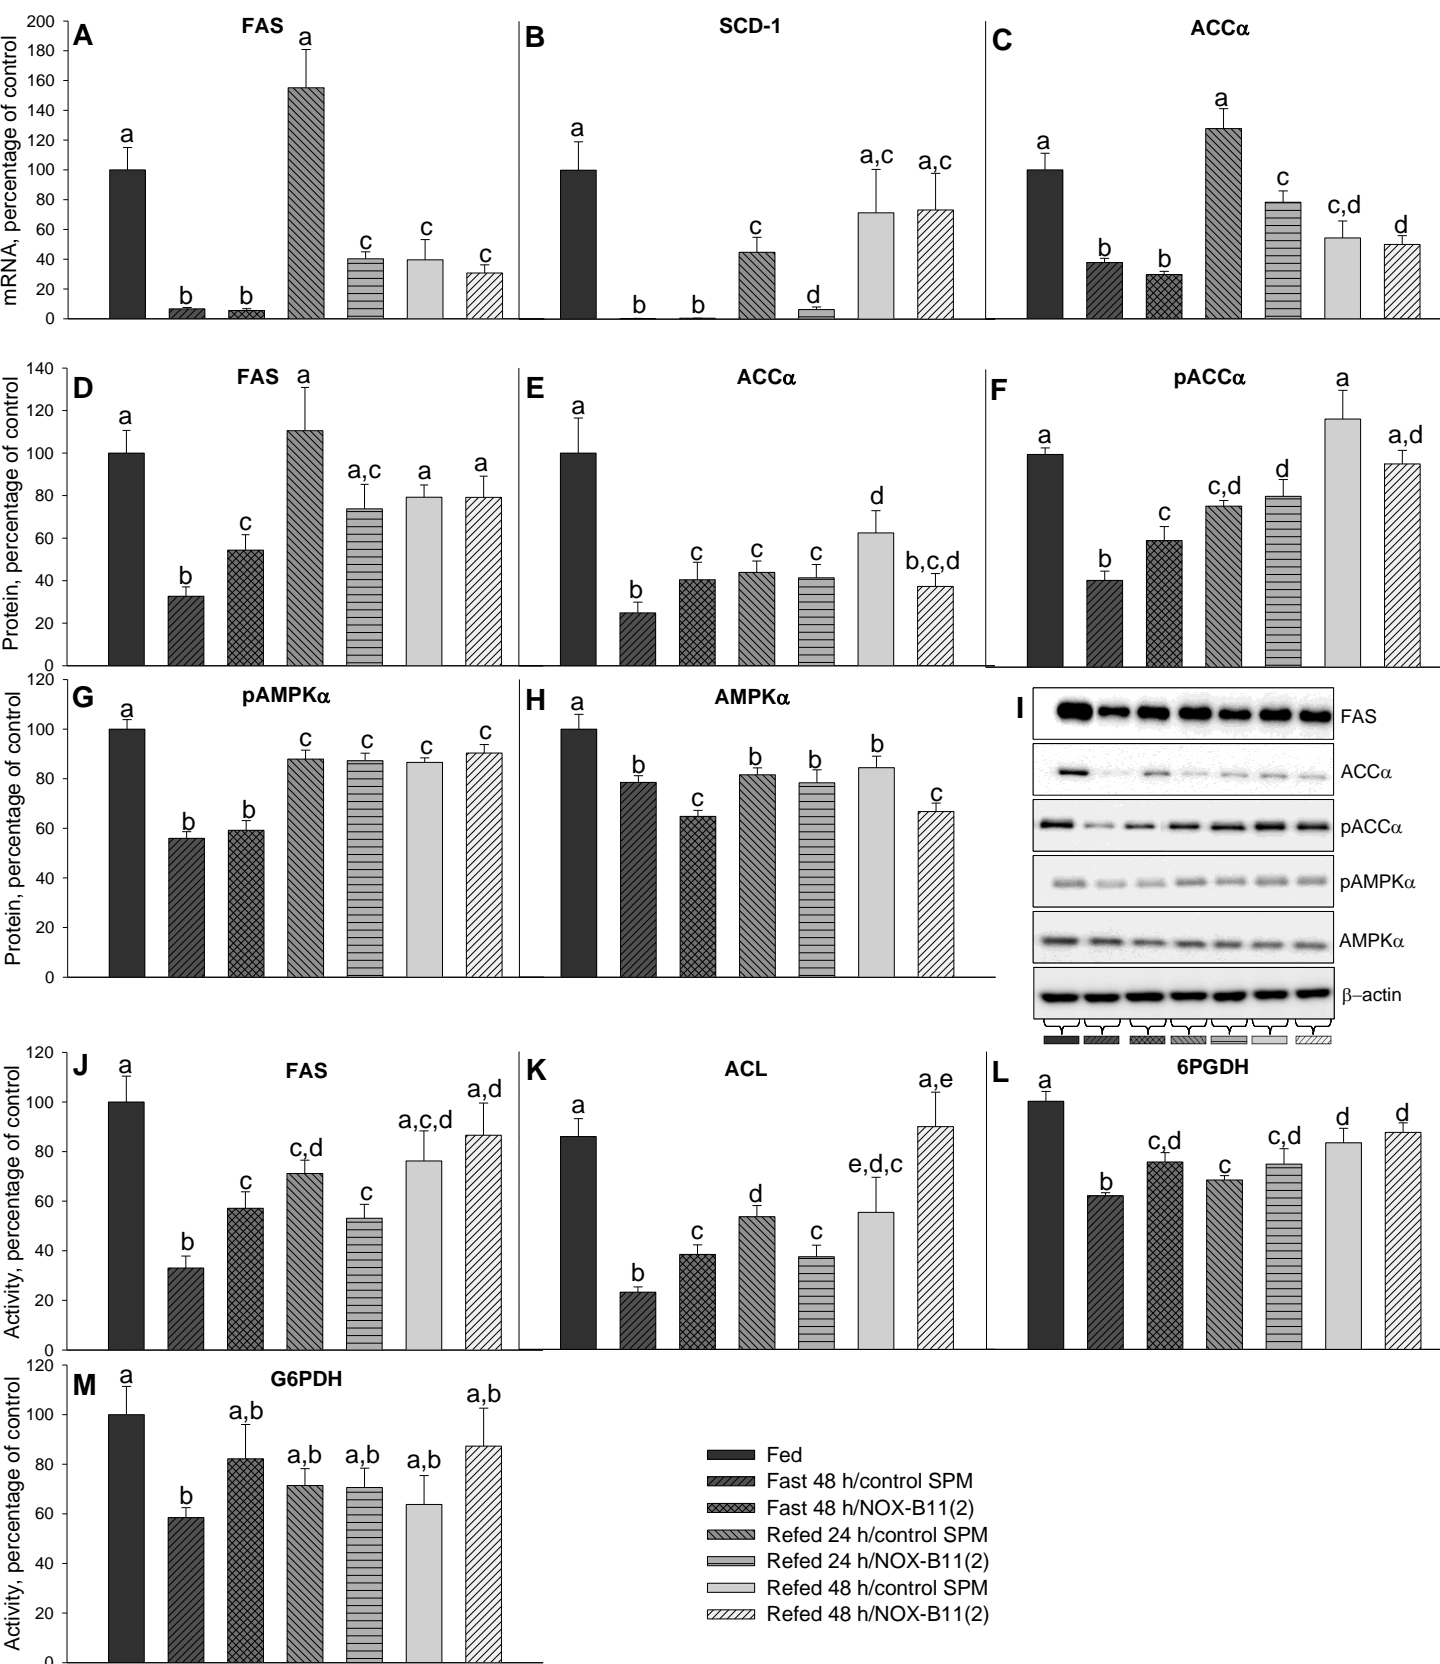 A FAS
B SCD-1
C ACCα
mRNA, percentage of control
200
180
160
140
120
100
80
60
40
20
0
a b b a c c c
a b b c d a,c a,c
a b b a c c,d d
D FAS
E ACCα
F pACCα
Protein, percentage of control
140
120
100
80
60
40
20
0
a b c a a,c a a
a b c c c d b,c,d
a b c c,d d a a,d
G pAMPKα
H AMPKα
Protein, percentage of control
120
100
80
60
40
20
0
a b b c c c c
a b c b b b c
I
FAS
ACCα
pACCα
pAMPKα
AMPKα
β–actin
J FAS
K ACL
L 6PGDH
Activity, percentage of control
120
100
80
60
40
20
0
a b c c,d c a,c,d a,d
a b c d c e,d,c a,e
a b c,d c c,d d d
M G6PDH
Activity, percentage of control
120
100
80
60
40
20
0
a b a,b a,b a,b a,b a,b
Fed
Fast 48 h/control SPM
Fast 48 h/NOX-B11(2)
Refed 24 h/control SPM
Refed 24 h/NOX-B11(2)
Refed 48 h/control SPM
Refed 48 h/NOX-B11(2)